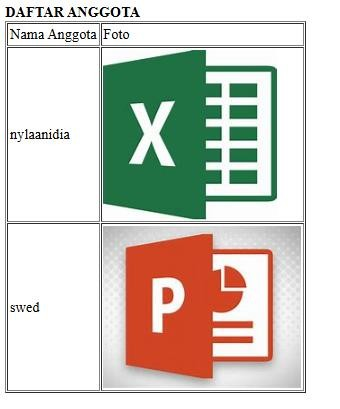 DAFTAR ANGGOTA
Nama Anggota Foto
nylaanidia
X
swed
P